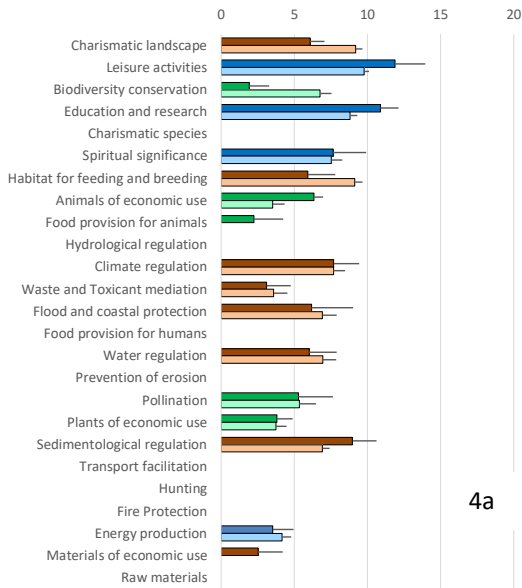 0 5 10 15 20
Charismatic landscape
Leisure activities
Biodiversity conservation
Education and research
Charismatic species
Spiritual significance
Habitat for feeding and breeding
Animals of economic use
Food provision for animals
Hydrological regulation
Climate regulation
Waste and Toxicant mediation
Flood and coastal protection
Food provision for humans
Water regulation
Prevention of erosion
Pollination
Plants of economic use
Sedimentological regulation
Transport facilitation
Hunting
4a
Fire Protection
Energy production
Materials of economic use
Raw materials